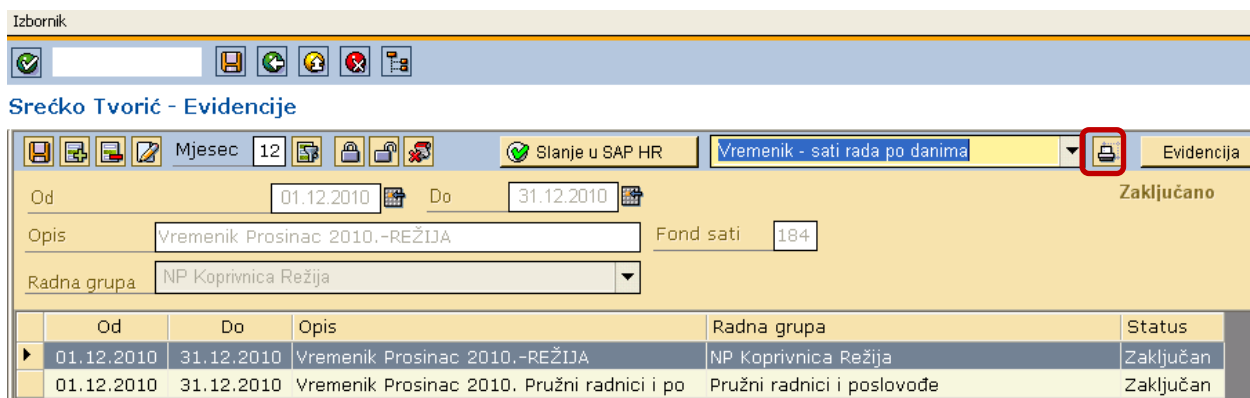 Izbornik
Srećko Tvorić - Evidencije
Mjesec 12 Slanje u SAP HR Vremenik - sati rada po danima Evidencija
Od 01.12.2010 Do 31.12.2010 Zaključano
Opis Vremenik Prosinac 2010.-REŽIJA Fond sati 184
Radna grupa NP Koprivnica Režija
Od Do Opis Radna grupa Status
01.12.2010 31.12.2010 Vremenik Prosinac 2010.-REŽIJA NP Koprivnica Režija Zaključan
01.12.2010 31.12.2010 Vremenik Prosinac 2010. Pružni radnici i po Pružni radnici i poslovođe Zaključan